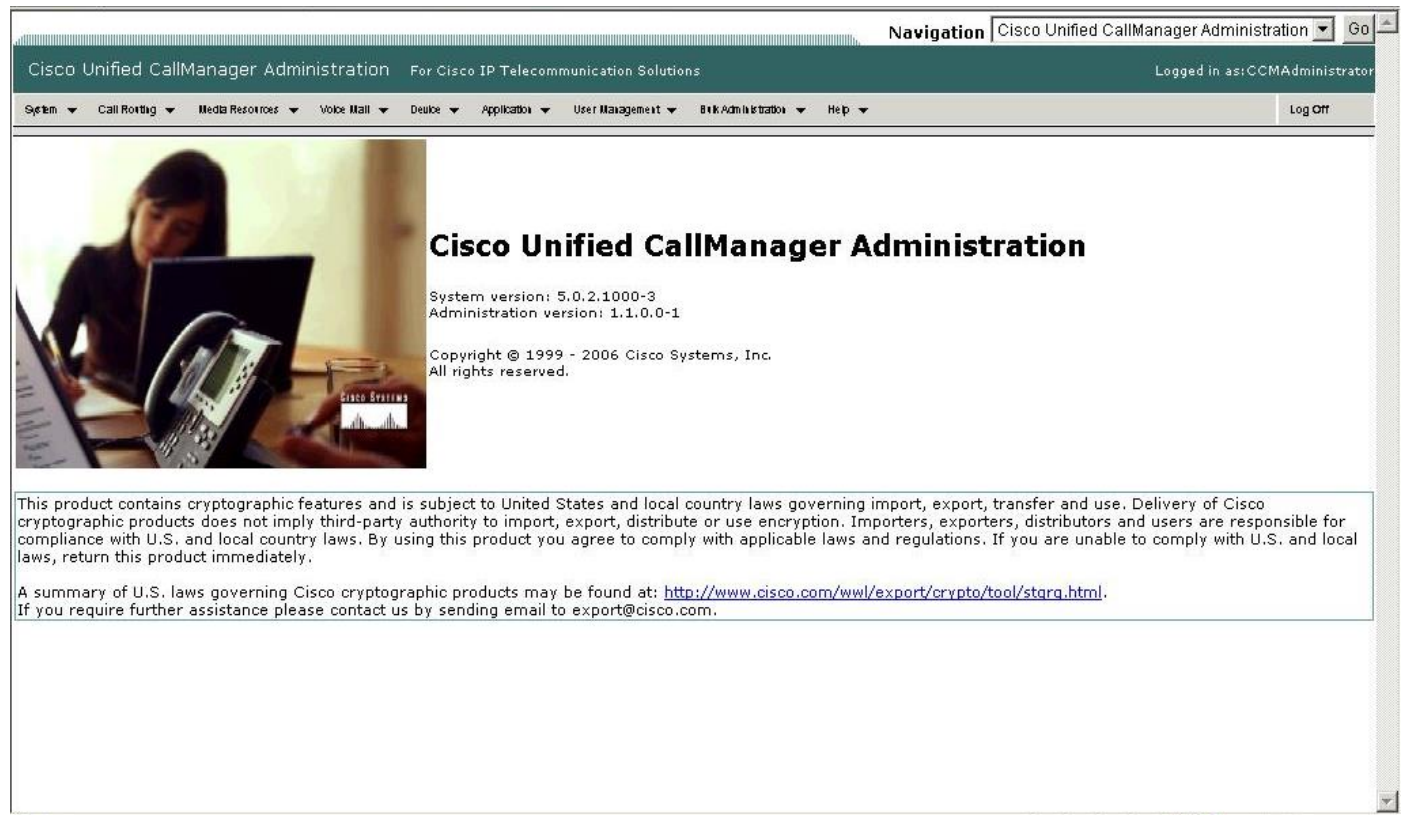 Navigation Cisco Unified CallManager Administration Go
Cisco Unified CallManager Administration For Cisco IP Telecommunication Solutions Logged in as:CCMAdministrator
System Call Routing Media Resources Voice Mail Device Application User Management Bulk Administration Help Log Off
Cisco Unified CallManager Administration
System version: 5.0.2.1000-3
Administration version: 1.1.0.0-1
Copyright © 1999 - 2006 Cisco Systems, Inc.
All rights reserved.
CISCO SYSTEMS
This product contains cryptographic features and is subject to United States and local country laws governing import, export, transfer and use. Delivery of Cisco
cryptographic products does not imply third-party authority to import, export, distribute or use encryption. Importers, exporters, distributors and users are responsible for
compliance with U.S. and local country laws. By using this product you agree to comply with applicable laws and regulations. If you are unable to comply with U.S. and local
laws, return this product immediately.
A summary of U.S. laws governing Cisco cryptographic products may be found at: http://www.cisco.com/wwl/export/crypto/tool/stqrg.html.
If you require further assistance please contact us by sending email to export@cisco.com.